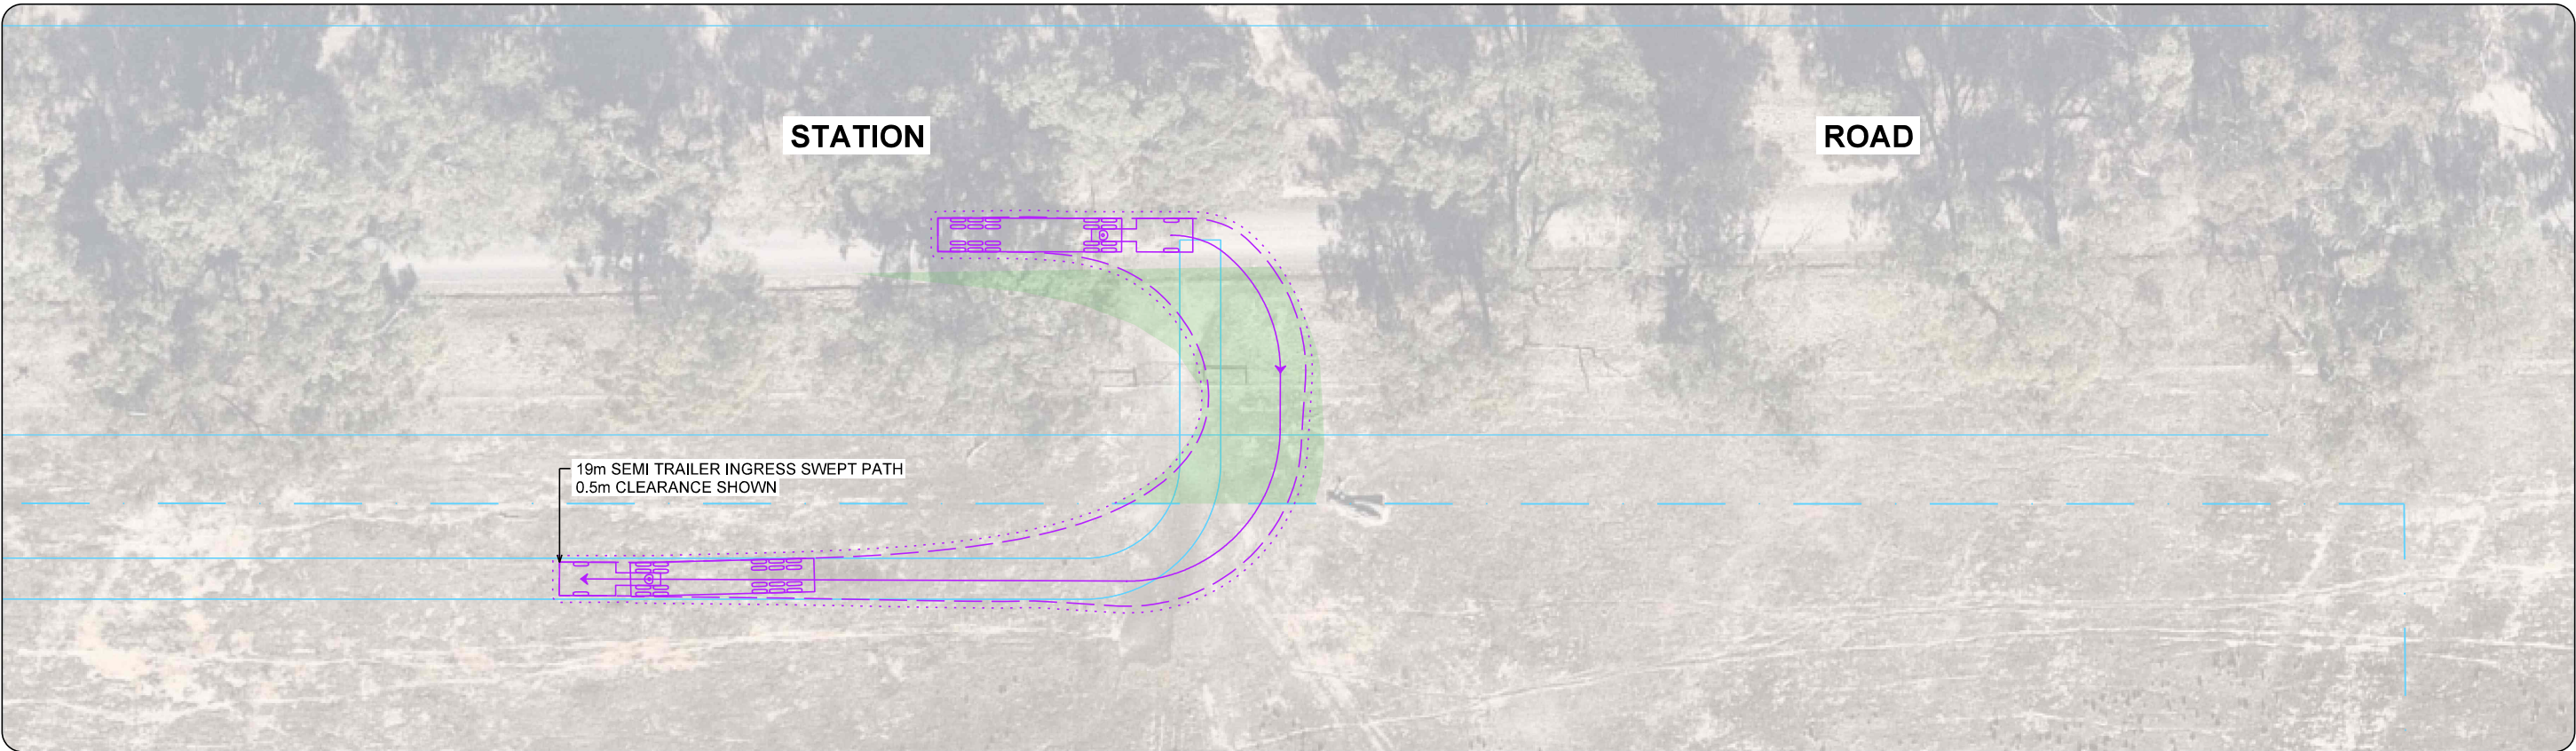 STATION
ROAD
19m SEMI TRAILER INGRESS SWEPT PATH
0.5m CLEARANCE SHOWN